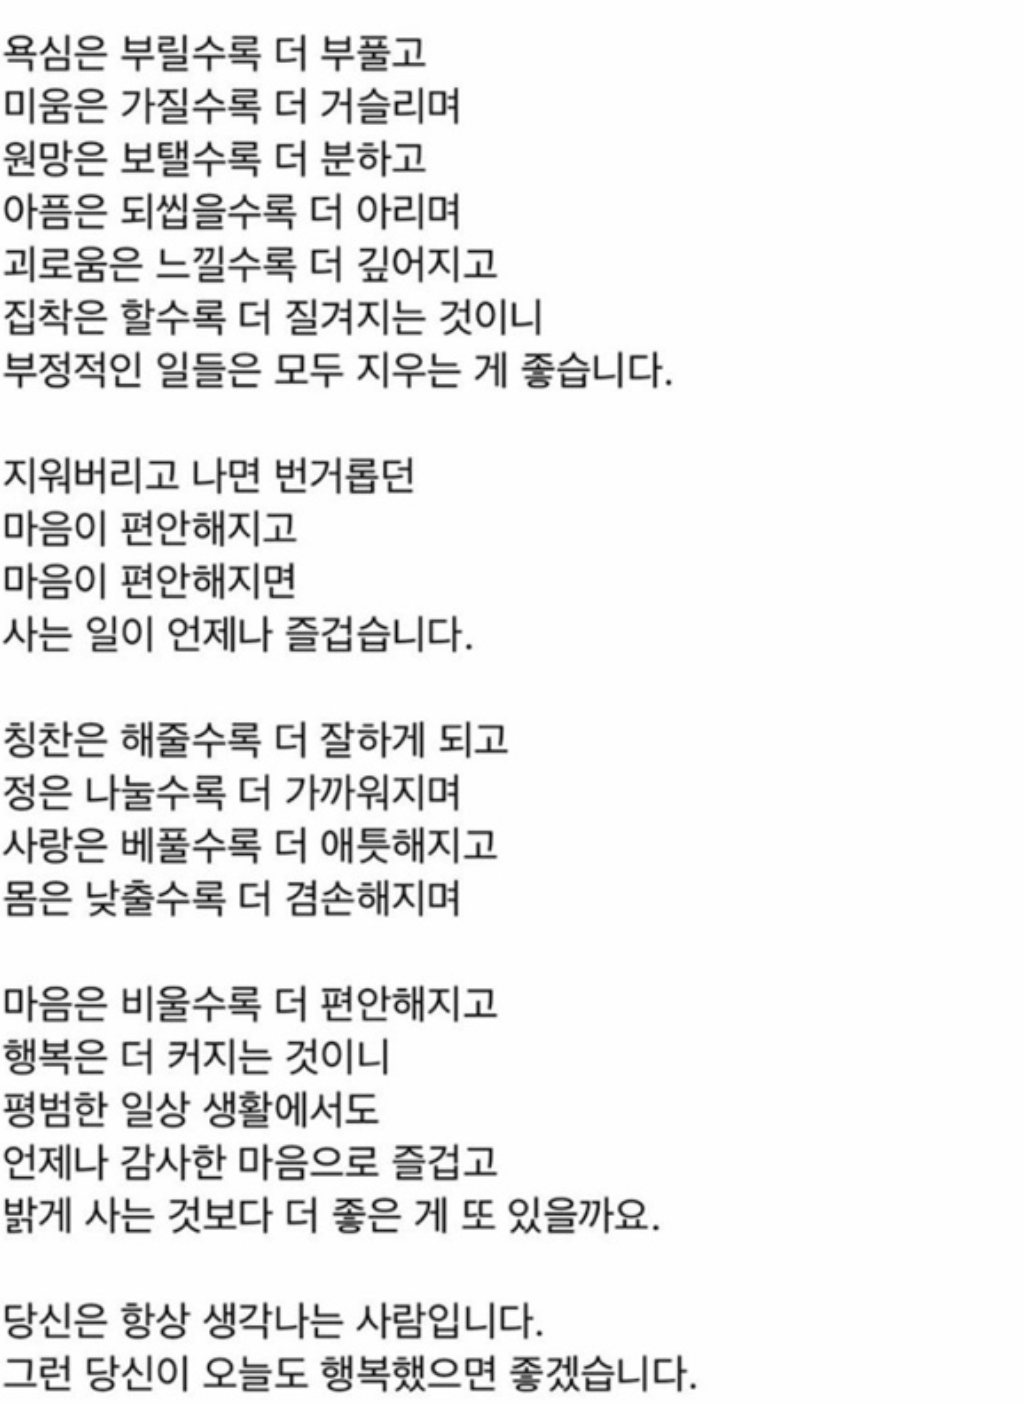 욕심은 부릴수록 더 부풀고
미움은 가질수록 더 거슬리며
원망은 보탤수록 더 분하고
아픔은 되씹을수록 더 아리며
괴로움은 느낄수록 더 깊어지고
집착은 할수록 더 질겨지는 것이니
부정적인 일들은 모두 지우는 게 좋습니다.

지워버리고 나면 번거롭던
마음이 편안해지고
마음이 편안해지면
사는 일이 언제나 즐겁습니다.

칭찬은 해줄수록 더 잘하게 되고
정은 나눌수록 더 가까워지며
사랑은 베풀수록 더 애틋해지고
몸은 낮출수록 더 겸손해지며

마음은 비울수록 더 편안해지고
행복은 더 커지는 것이니
평범한 일상 생활에서도
언제나 감사한 마음으로 즐겁고
밝게 사는 것보다 더 좋은 게 또 있을까요.

당신은 항상 생각나는 사람입니다.
그런 당신이 오늘도 행복했으면 좋겠습니다.